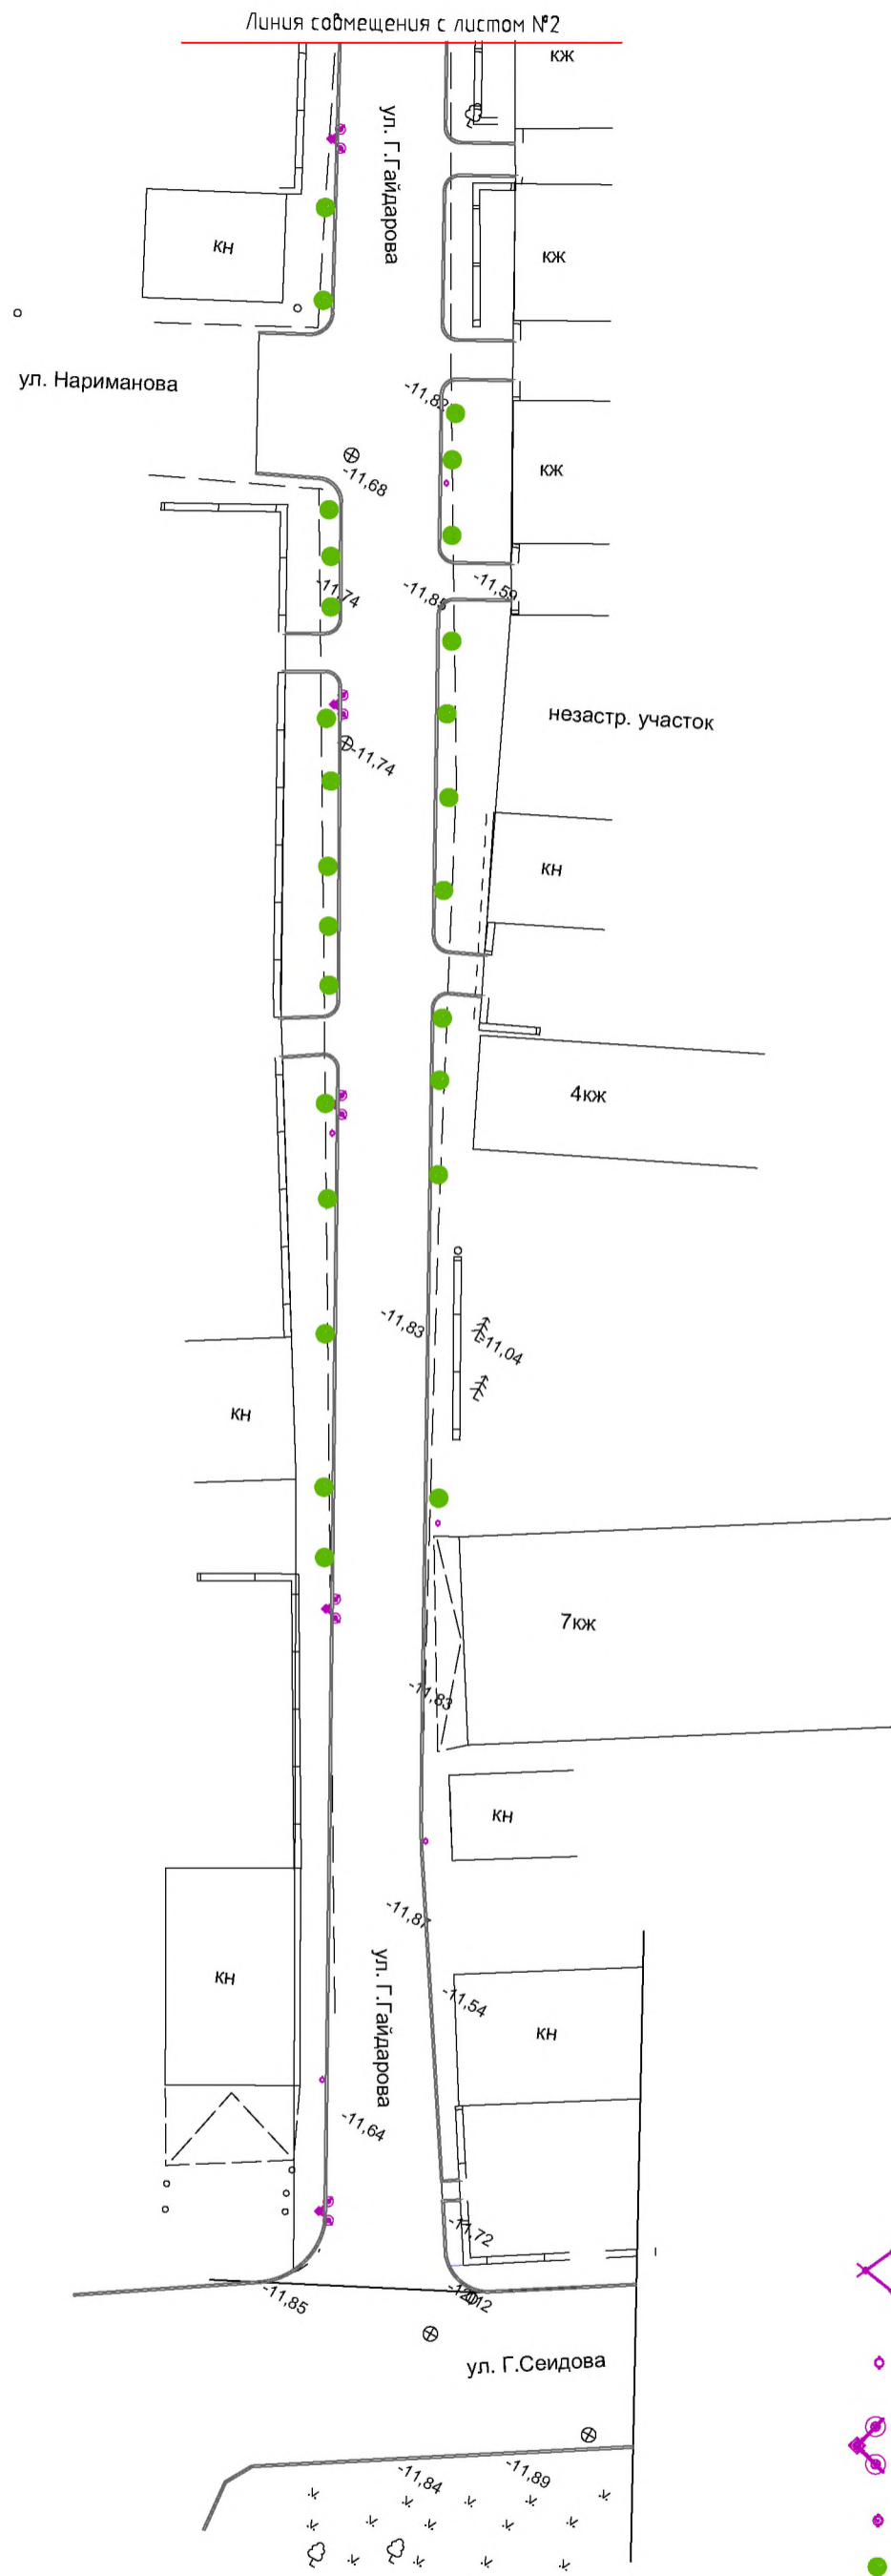 Линия совмещения с листом №2
кж
ул. Г.Гайдарова
кн
кж
ул. Нариманова
-11,82
-11,68
кж
-11,74
-11,85
-11,59
незастр. участок
-11,74
кн
4кж
-11,83
-11,04
кн
7кж
-11,83
кн
-11,87
ул. Г.Гайдарова
кн
-11,54
кн
-11,64
-11,72
-11,85
ул. Г.Сеидова
-11,84
-11,89